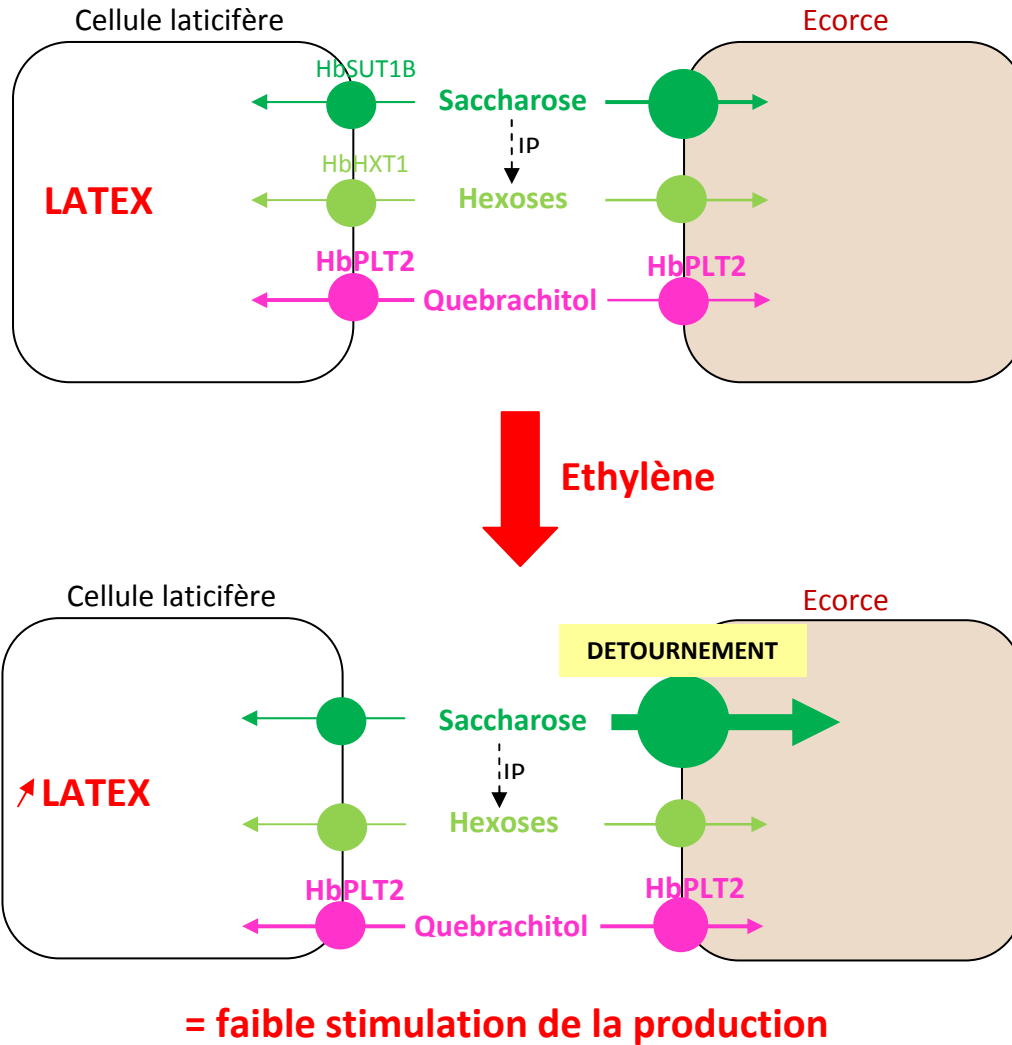 Cellule laticifère
Ecorce
HbSUT1B
Saccharose
IP
HbHXT1
LATEX
Hexoses
HbPLT2
HbPLT2
Quebrachitol
Ethylène
Cellule laticifère
Ecorce
DETOURNEMENT
Saccharose
IP
LATEX
Hexoses
HbPLT2
HbPLT2
Quebrachitol
= faible stimulation de la production